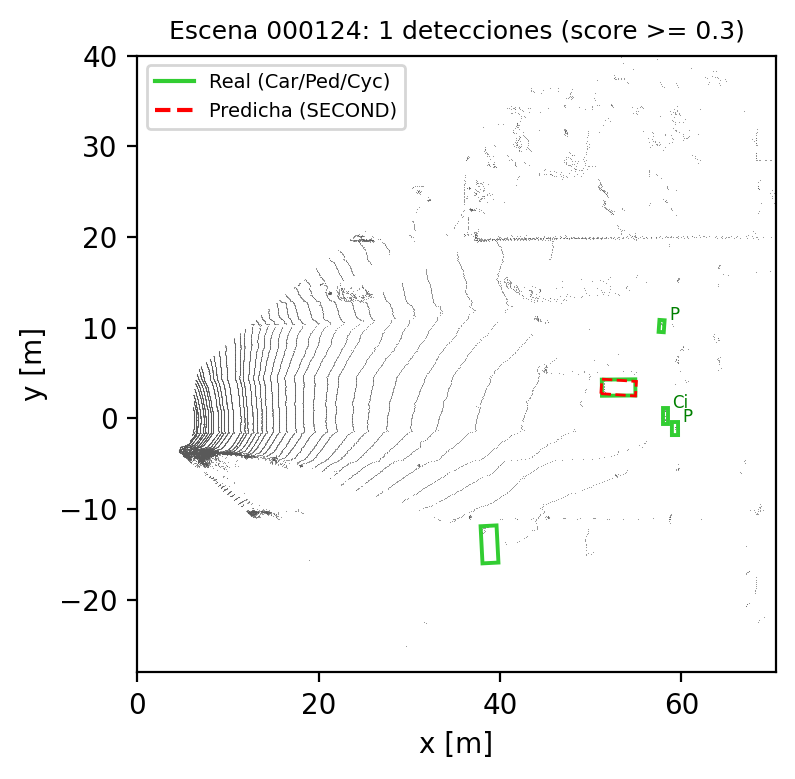 Escena 000124: 1 detecciones (score >= 0.3)
Real (Car/Ped/Cyc)
Predicha (SECOND)
40
30
20
10
0
−10
−20
y [m]
P
Ci
P
0
20
40
60
x [m]